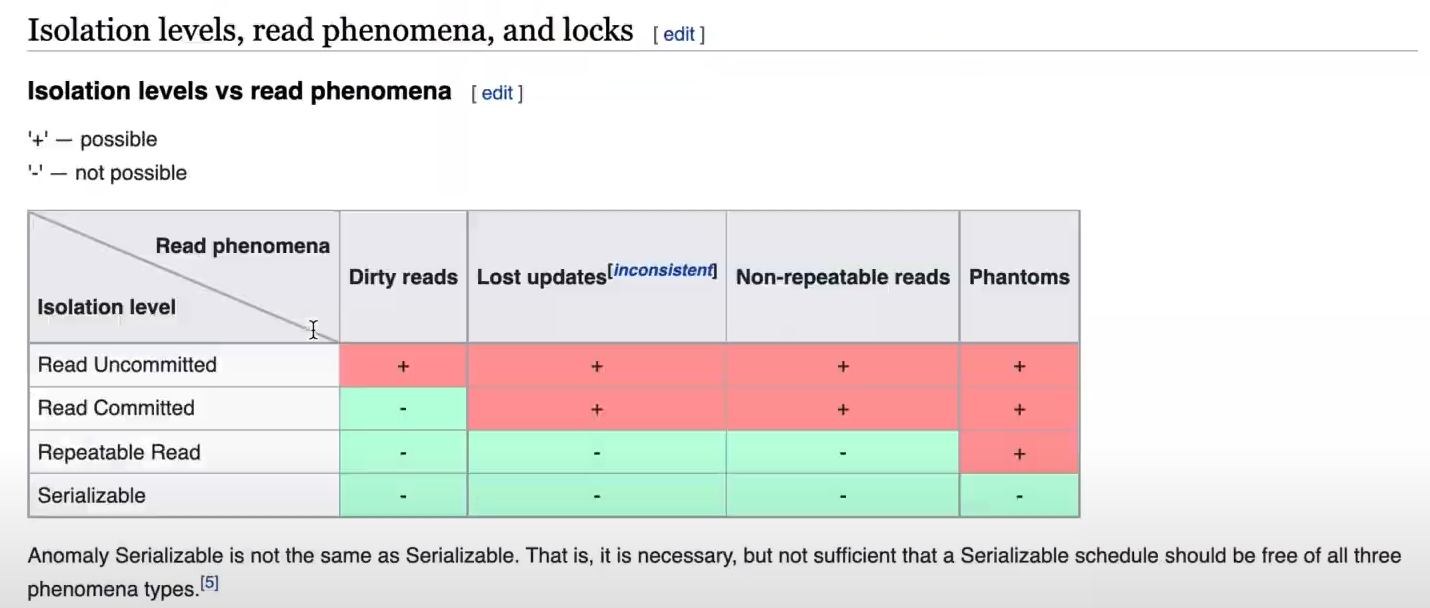 Isolation levels, read phenomena, and locks [ edit ]
Isolation levels vs read phenomena [ edit ]
'+' — possible
'-' — not possible
Read phenomena
Isolation level
Dirty reads Lost updates[inconsistent] Non-repeatable reads Phantoms
Read Uncommitted + + + +
Read Committed - + + +
Repeatable Read - - - +
Serializable - - - -
Anomaly Serializable is not the same as Serializable. That is, it is necessary, but not sufficient that a Serializable schedule should be free of all three
phenomena types.[5]